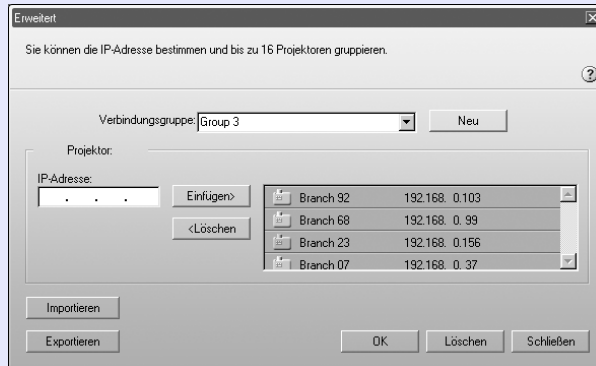 Erweitert
Sie können die IP-Adresse bestimmen und bis zu 16 Projektoren gruppieren.
?
Verbindungsgruppe: Group 3
Neu
Projektor:
IP-Adresse:
. . .
Einfügen>
<Löschen
Branch 92 192.168. 0.103
Branch 68 192.168. 0. 99
Branch 23 192.168. 0.156
Branch 07 192.168. 0. 37
Importieren
Exportieren
OK
Löschen
Schließen